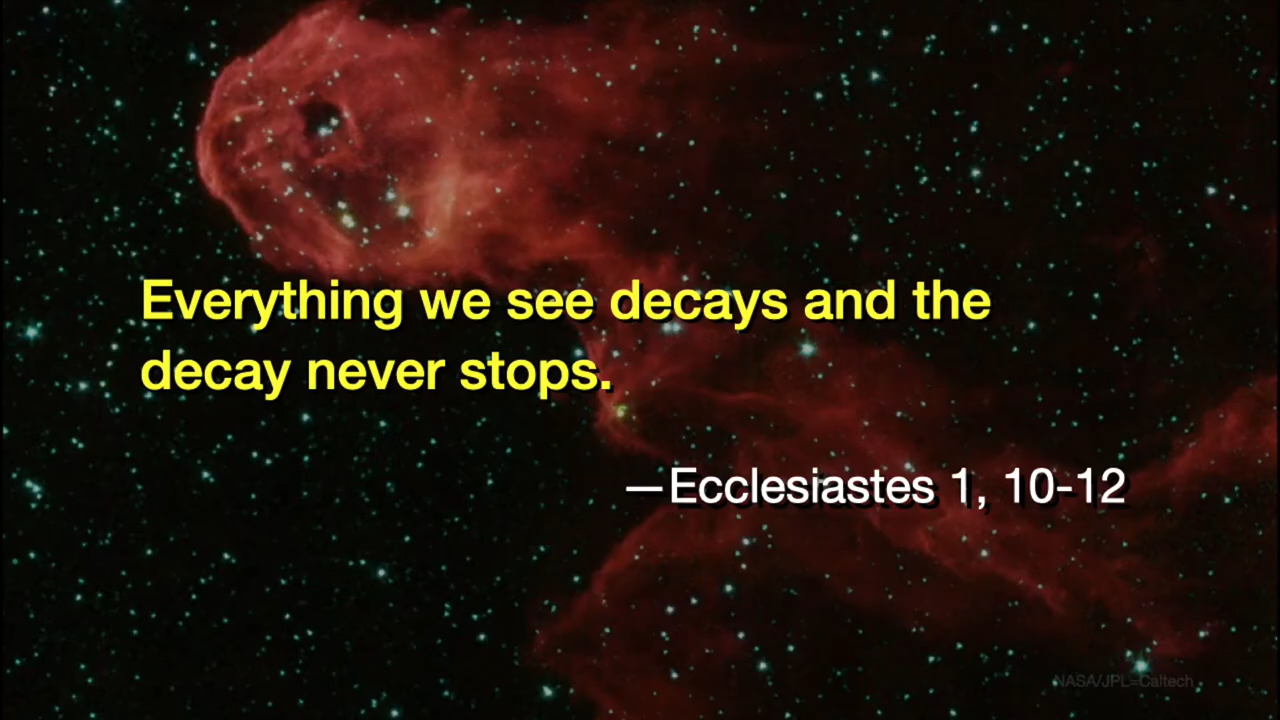 Everything we see decays and the
decay never stops.
—Ecclesiastes 1, 10-12
NASA/JPL=Caltech